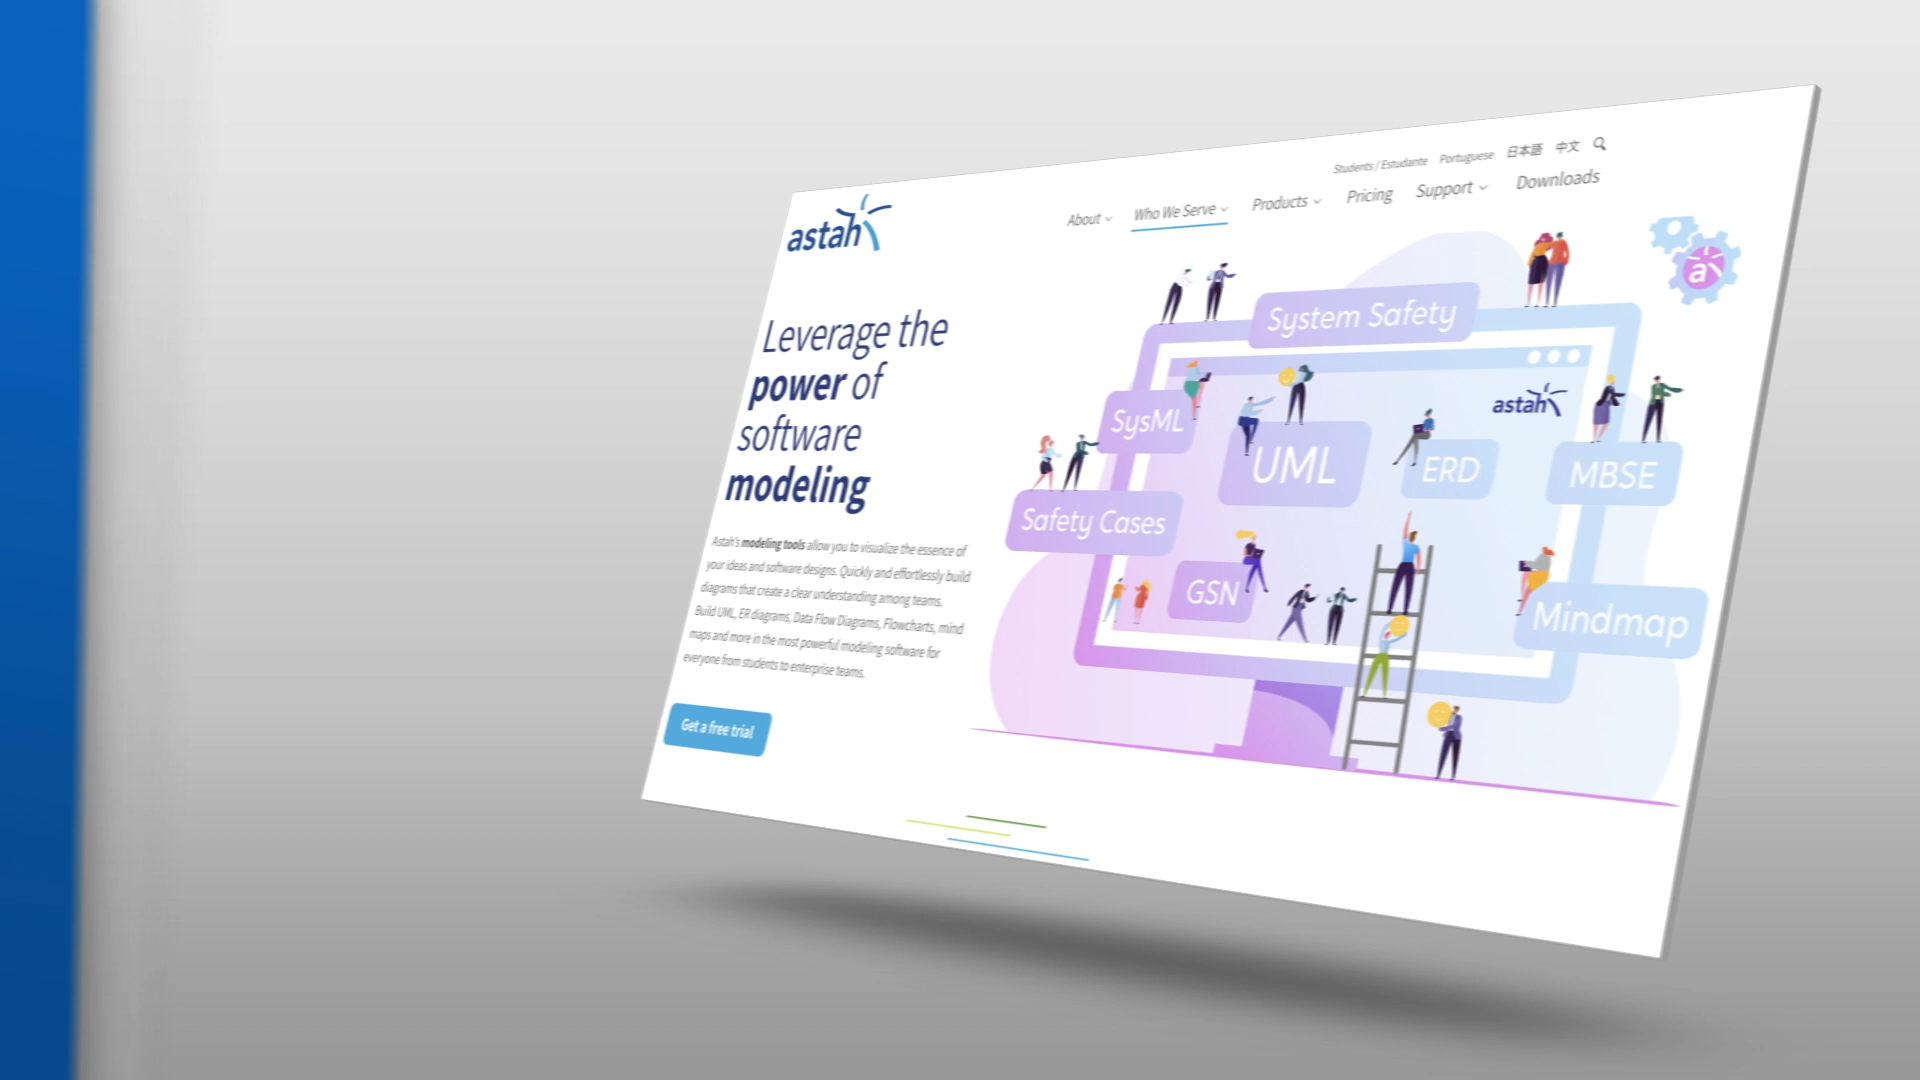 Students / Estudante Portuguese 日本語 中文
astah
About Who We Serve Products Pricing Support Downloads
a
Leverage the
power of
software
modeling
Astah's modeling tools allow you to visualize the essence of
your ideas and software designs. Quickly and effortlessly build
diagrams that create a clear understanding among teams.
Build UML, ER diagrams, Data Flow Diagrams, Flowcharts, mind
maps and more in the most powerful modeling software for
everyone from students to enterprise teams.
Get a free trial
System Safety
astah
SysML
UML
ERD
MBSE
Safety Cases
GSN
Mindmap